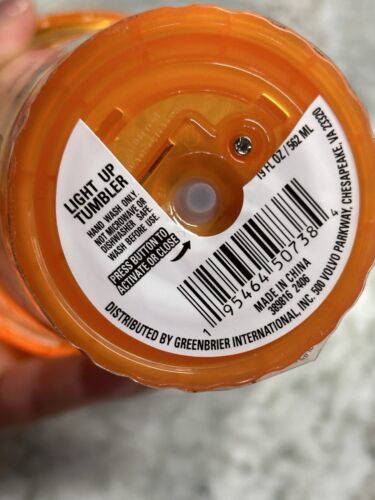 LIGHT UP
TUMBLER
HAND WASH ONLY.
NOT MICROWAVE OR
DISHWASHER SAFE.
WASH BEFORE USE
PRESS BUTTON TO
ACTIVATE OR CLOSE
19 FL OZ / 562 ML
1 95464 50738 4
MADE IN CHINA
389816 2406
DISTRIBUTED BY GREENBRIER INTERNATIONAL, INC. 500 VOLVO PARKWAY, CHESAPEAKE, VA 23320